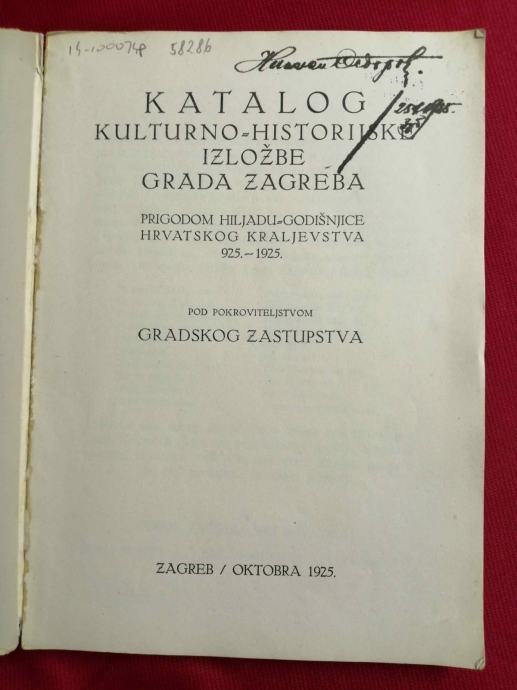 58286
KATALOG
KULTURNO=HISTORIJSKE
IZLOŽBE
GRADA ZAGREBA
PRIGODOM HILJADU=GODIŠNJICE
HRVATSKOG KRALJEVSTVA
925.—1925.
POD POKROVITELJSTVOM
GRADSKOG ZASTUPSTVA
ZAGREB / OKTOBRA 1925.